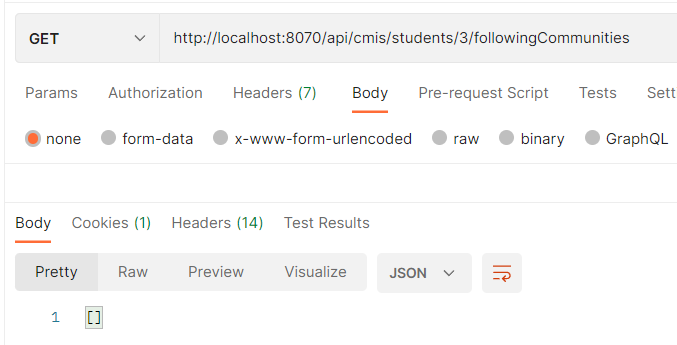 GET http://localhost:8070/api/cmis/students/3/followingCommunities
Params Authorization Headers (7) Body Pre-request Script Tests Sett
none form-data x-www-form-urlencoded raw binary GraphQL
Body Cookies (1) Headers (14) Test Results
Pretty Raw Preview Visualize JSON
1 []